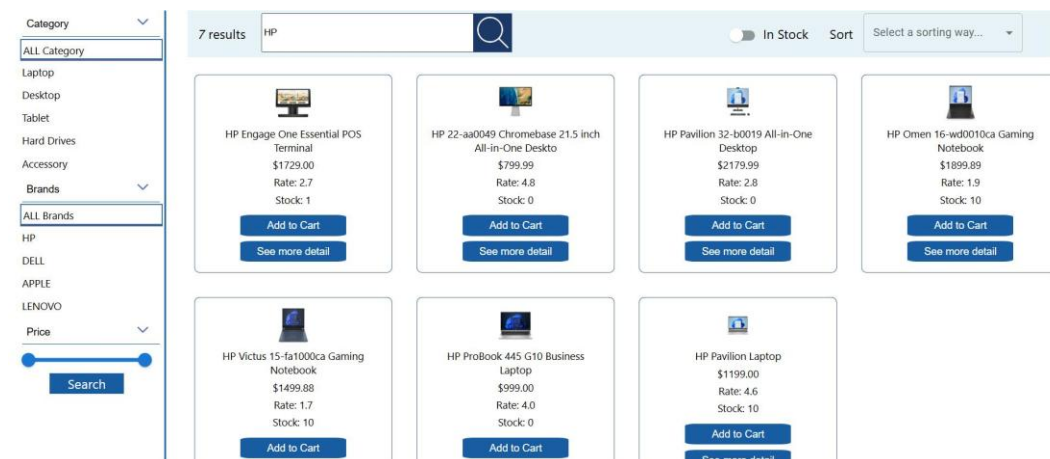 Category
ALL Category
Laptop
Desktop
Tablet
Hard Drives
Accessory
Brands
ALL Brands
HP
DELL
APPLE
LENOVO
Price
Search
7 results
HP
In Stock
Sort
Select a sorting way...
HP Engage One Essential POS
Terminal
$1729.00
Rate: 2.7
Stock: 1
Add to Cart
See more detail
HP 22-aa0049 Chromebase 21.5 inch
All-in-One Deskto
$799.99
Rate: 4.8
Stock: 0
Add to Cart
See more detail
HP Pavilion 32-b0019 All-in-One
Desktop
$2179.99
Rate: 2.8
Stock: 0
Add to Cart
See more detail
HP Omen 16-wd0010ca Gaming
Notebook
$1899.89
Rate: 1.9
Stock: 10
Add to Cart
See more detail
HP Victus 15-fa1000ca Gaming
Notebook
$1499.88
Rate: 1.7
Stock: 10
Add to Cart
HP ProBook 445 G10 Business
Laptop
$999.00
Rate: 4.0
Stock: 0
Add to Cart
HP Pavilion Laptop
$1199.00
Rate: 4.6
Stock: 10
Add to Cart
See more detail